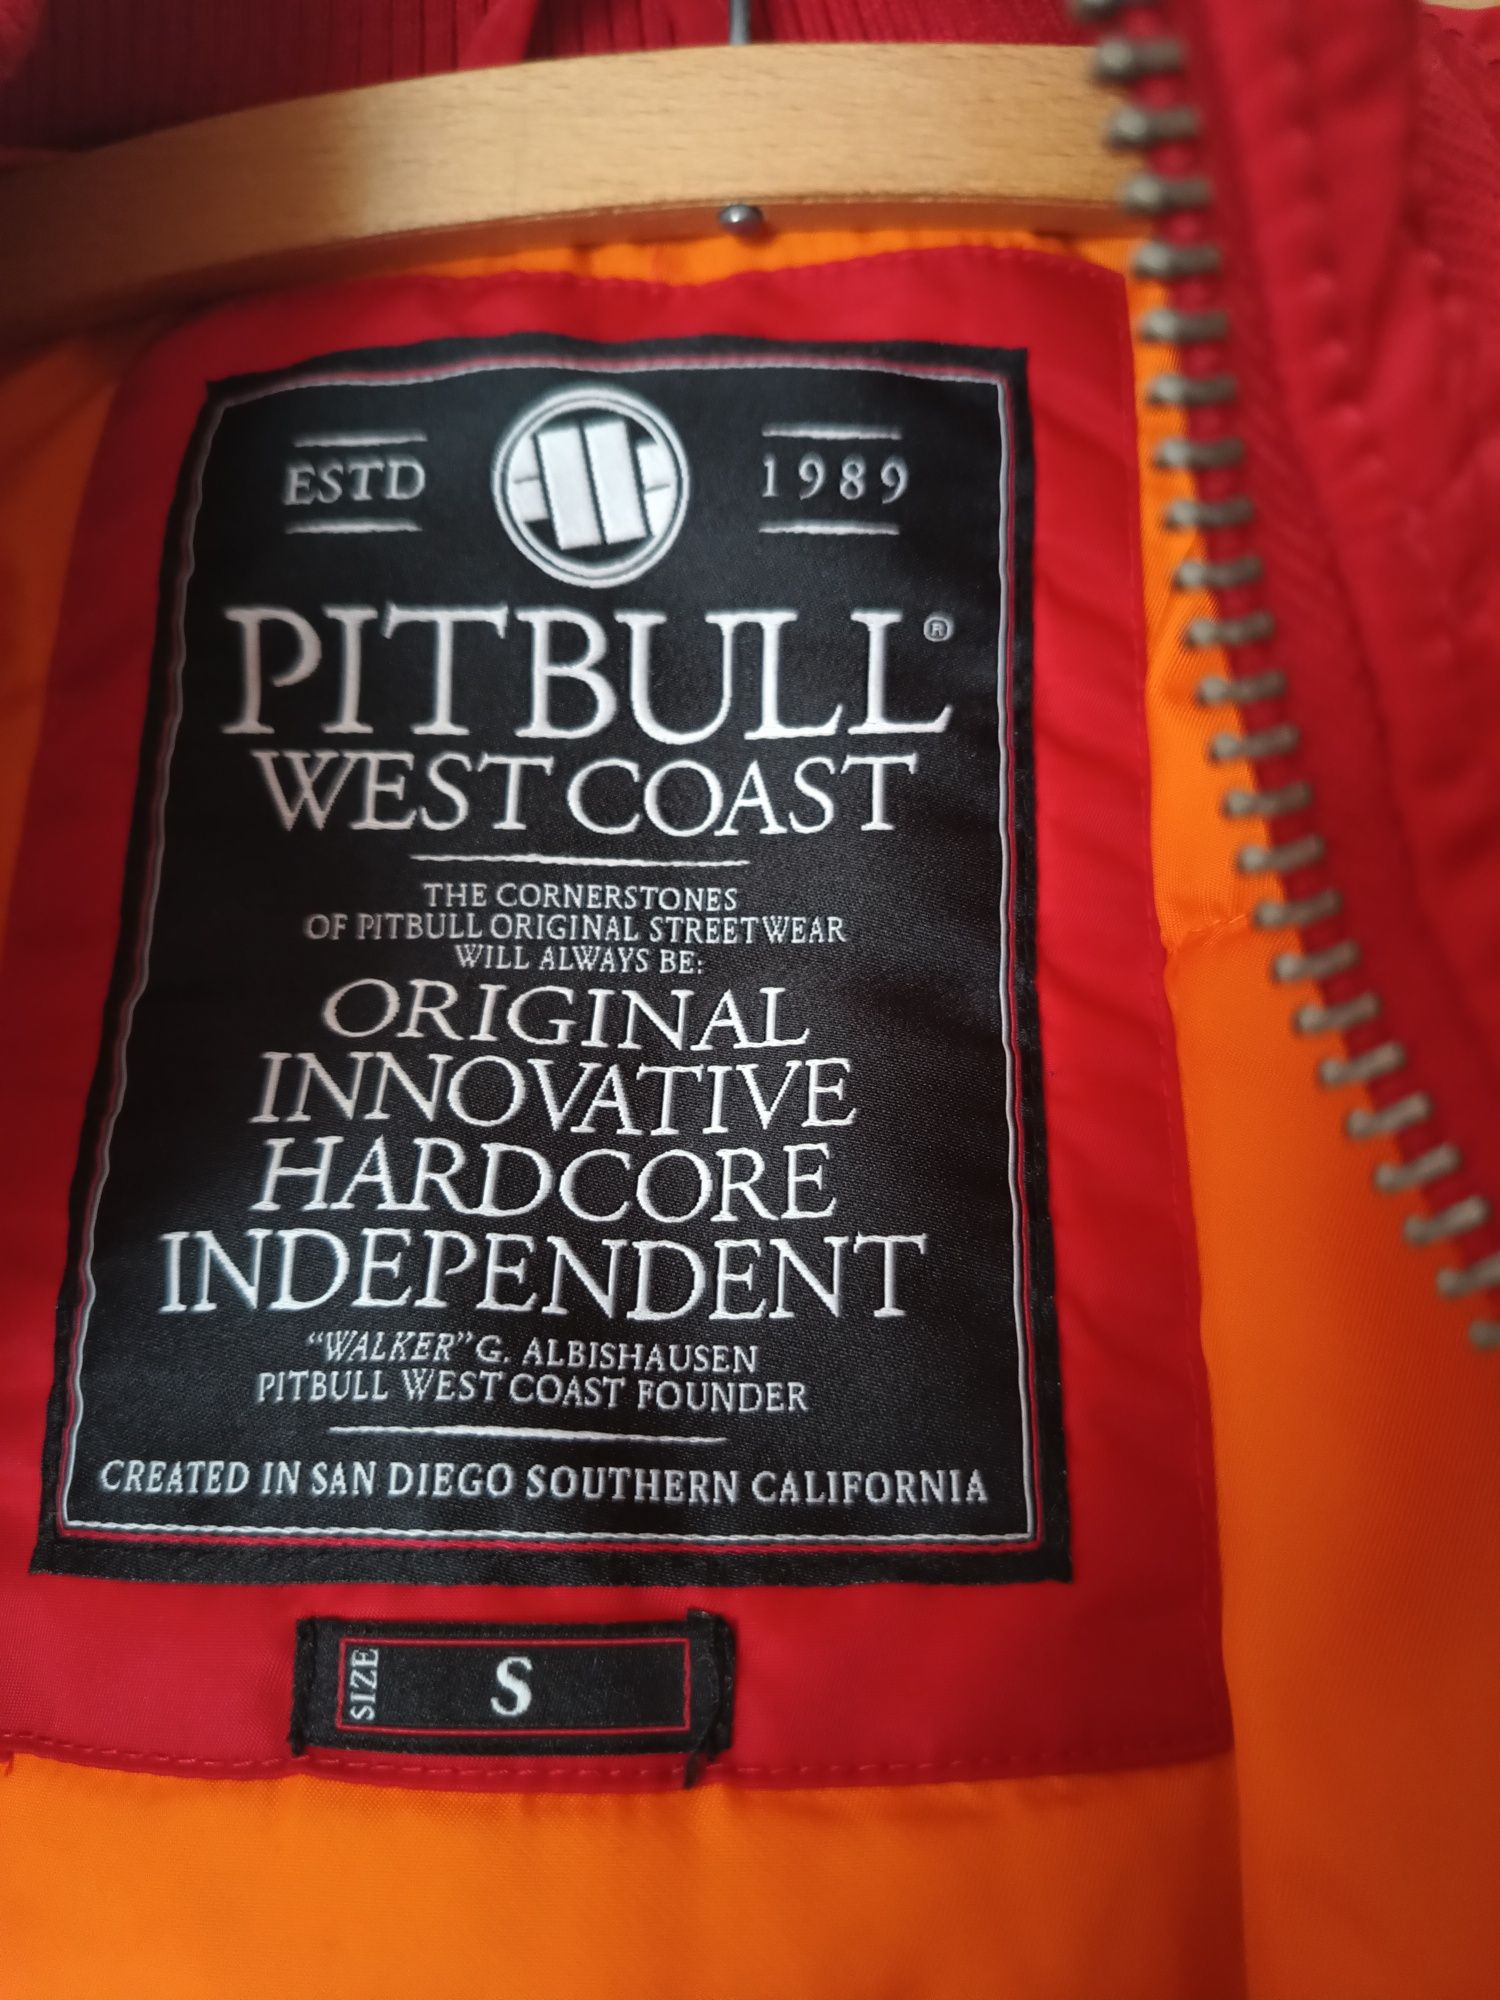 ESTD 1989
PITBULL®
WEST COAST
THE CORNERSTONES
OF PITBULL ORIGINAL STREETWEAR
WILL ALWAYS BE:
ORIGINAL
INNOVATIVE
HARDCORE
INDEPENDENT
“WALKER” G. ALBISHAUSEN
PITBULL WEST COAST FOUNDER
CREATED IN SAN DIEGO SOUTHERN CALIFORNIA
SIZE S